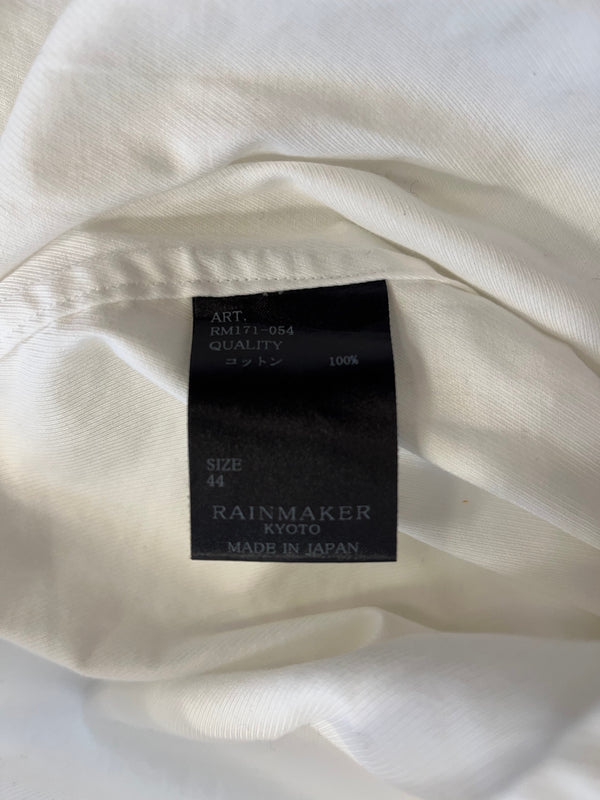 ART.
RM171-054
QUALITY
コットン 100%
SIZE
44
RAINMAKER
KYOTO
MADE IN JAPAN